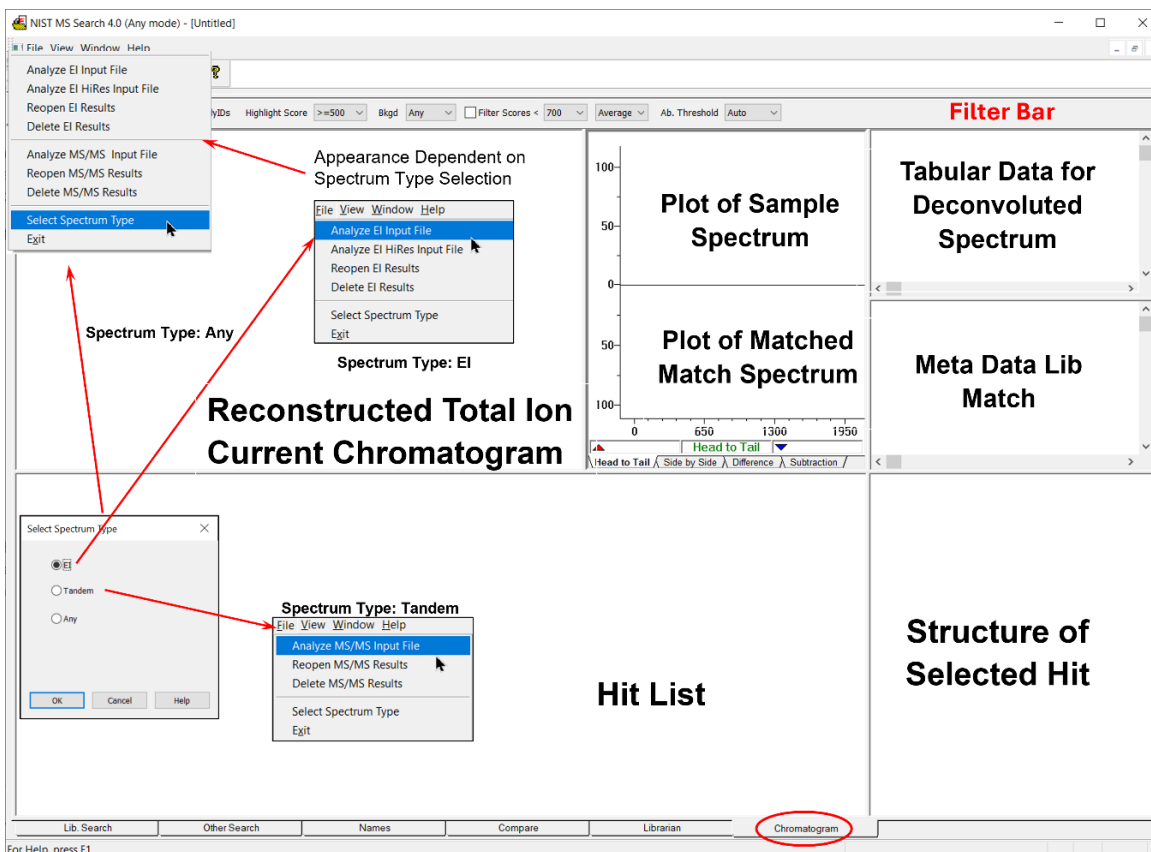 NIST MS Search 4.0 (Any mode) - [Untitled]
File View Window Help
Analyze EI Input File
Analyze EI HiRes Input File
Reopen EI Results
Delete EI Results
Analyze MS/MS Input File
Reopen MS/MS Results
Delete MS/MS Results
Select Spectrum Type
Exit
Highlight Score >=500 Bkgd Any Filter Scores < 700 Average Ab. Threshold Auto
Filter Bar
Appearance Dependent on
Spectrum Type Selection
File View Window Help
Analyze EI Input File
Analyze EI HiRes Input File
Reopen EI Results
Delete EI Results
Select Spectrum Type
Exit
Spectrum Type: Any
Spectrum Type: EI
Reconstructed Total Ion
Current Chromatogram
100
50
0
50
100
0 650 1300 1950
Plot of Sample
Spectrum
Plot of Matched
Match Spectrum
Head to Tail
Head to Tail Side by Side Difference Subtraction
Tabular Data for
Deconvoluted
Spectrum
Meta Data Lib
Match
Select Spectrum Type
EI
Tandem
Any
OK Cancel Help
Spectrum Type: Tandem
File View Window Help
Analyze MS/MS Input File
Reopen MS/MS Results
Delete MS/MS Results
Select Spectrum Type
Exit
Hit List
Structure of
Selected Hit
Lib. Search Other Search Names Compare Librarian Chromatogram
For Help, press F1